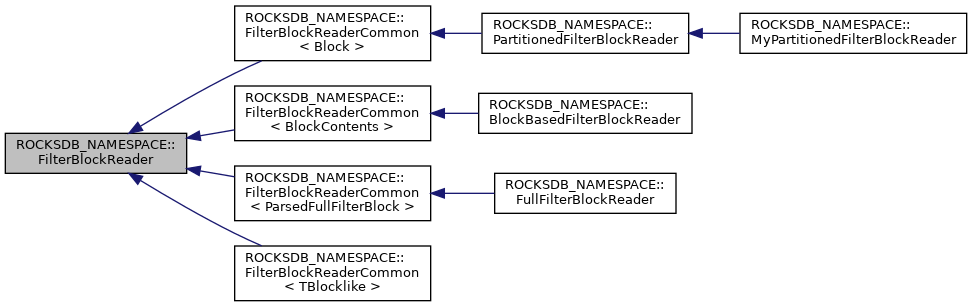 ROCKSDB_NAMESPACE::
FilterBlockReaderCommon
< Block >
ROCKSDB_NAMESPACE::
PartitionedFilterBlockReader
ROCKSDB_NAMESPACE::
MyPartitionedFilterBlockReader
ROCKSDB_NAMESPACE::
FilterBlockReaderCommon
< BlockContents >
ROCKSDB_NAMESPACE::
BlockBasedFilterBlockReader
ROCKSDB_NAMESPACE::
FilterBlockReader
ROCKSDB_NAMESPACE::
FilterBlockReaderCommon
< ParsedFullFilterBlock >
ROCKSDB_NAMESPACE::
FullFilterBlockReader
ROCKSDB_NAMESPACE::
FilterBlockReaderCommon
< TBlocklike >